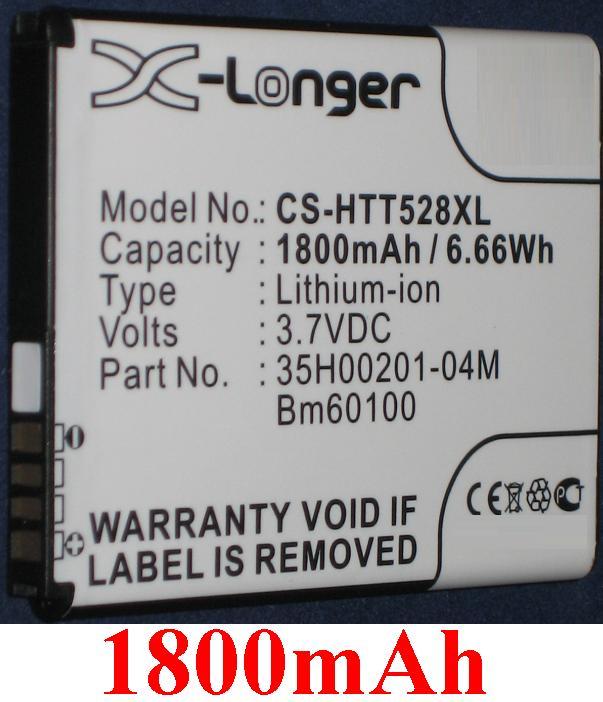 X-Longer
Model No.: CS-HTT528XL
Capacity : 1800mAh / 6.66Wh
Type : Lithium-ion
Volts : 3.7VDC
Part No. : 35H00201-04M
Bm60100
WARRANTY VOID IF
LABEL IS REMOVED
1800mAh